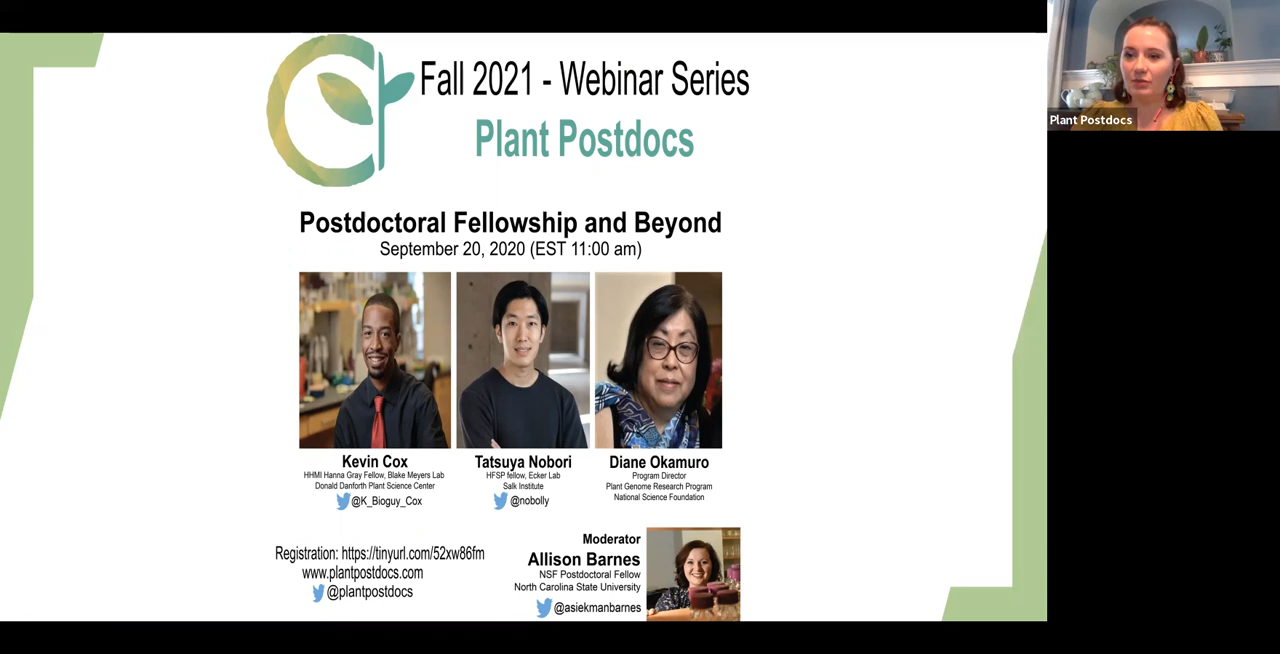 Fall 2021 - Webinar Series
Plant Postdocs
Postdoctoral Fellowship and Beyond
September 20, 2020 (EST 11:00 am)
Kevin Cox
HHMI Hanna Gray Fellow, Blake Meyers Lab
Donald Danforth Plant Science Center
@K_Bioguy_Cox
Tatsuya Nobori
HFSP fellow, Ecker Lab
Salk Institute
@nobolly
Diane Okamuro
Program Director
Plant Genome Research Program
National Science Foundation
Registration: https://tinyurl.com/52xw86fm
www.plantpostdocs.com
@plantpostdocs
Moderator
Allison Barnes
NSF Postdoctoral Fellow
North Carolina State University
@asiekmanbarnes
Plant Postdocs